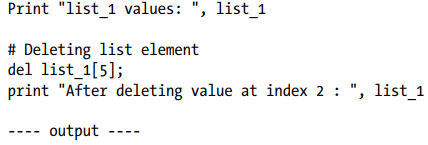 Print "list_1 values: ", list_1
# Deleting list element
del list_1[5];
print "After deleting value at index 2 : ", list_1
---- output ----